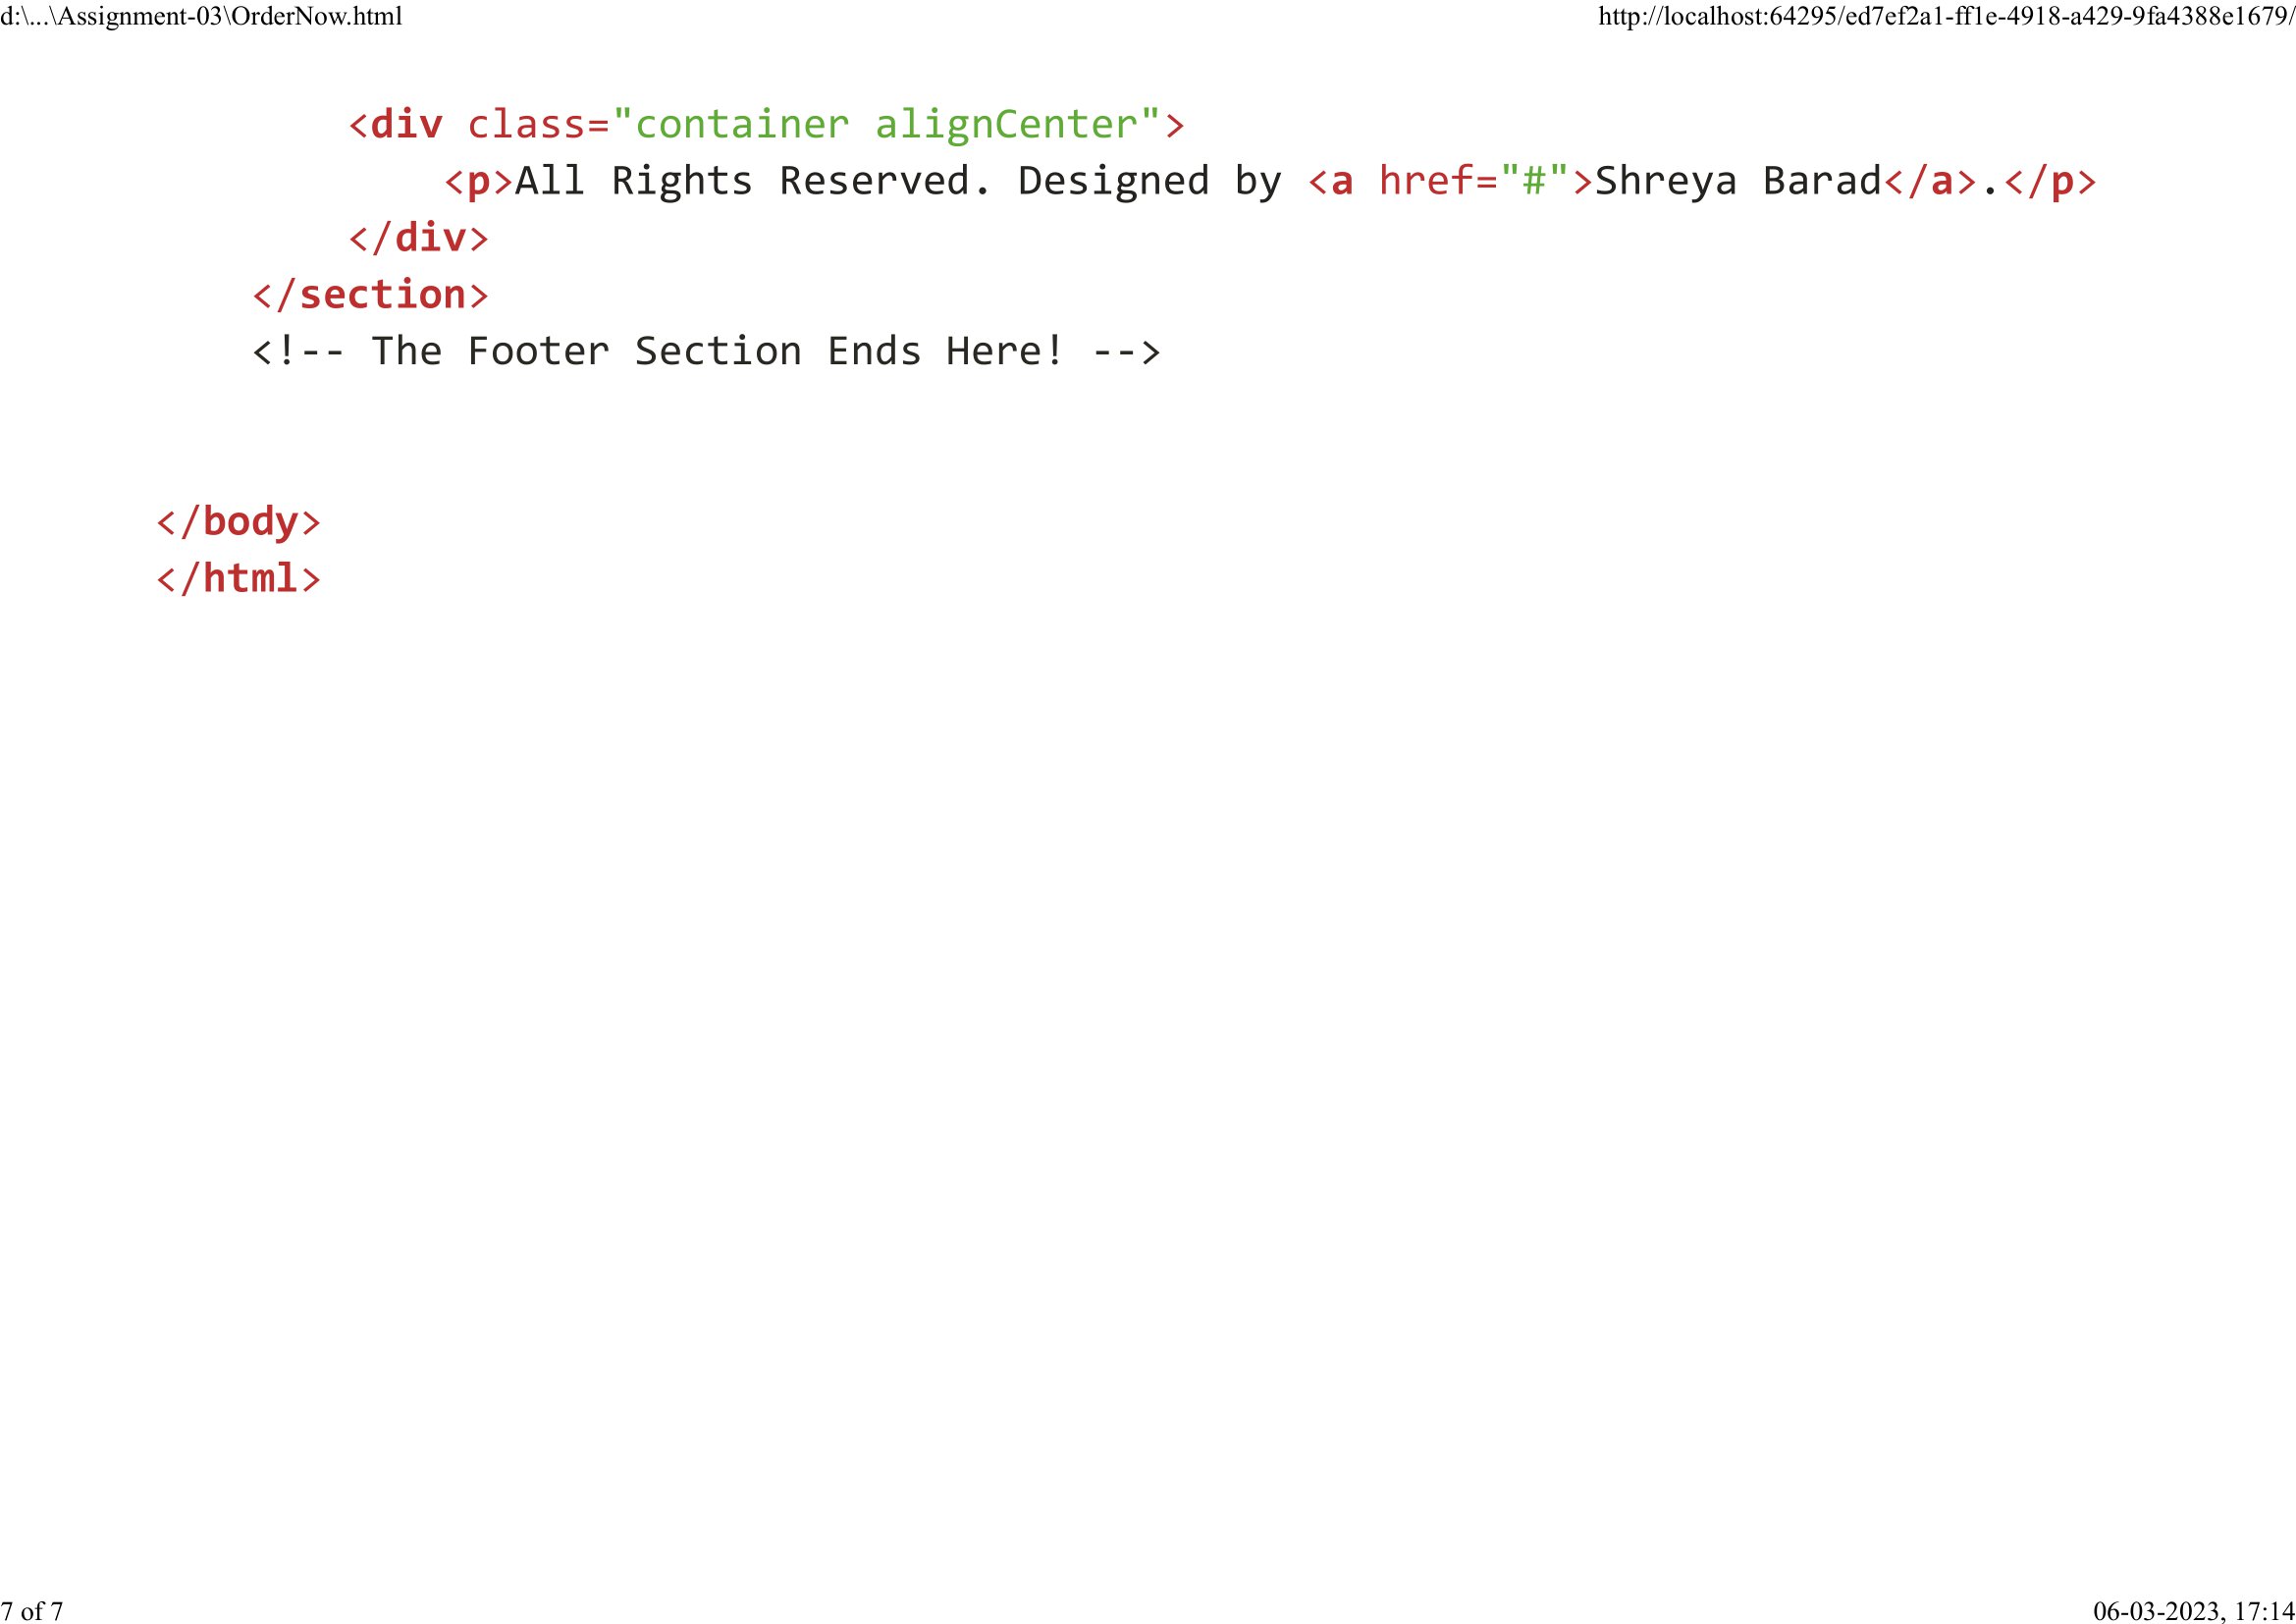 d:\...\Assignment-03\OrderNow.html http://localhost:64295/ed7ef2a1-ff1e-4918-a429-9fa4388e1679/
<div class="container alignCenter">
<p>All Rights Reserved. Designed by <a href="#">Shreya Barad</a>.</p>
</div>
</section>
<!-- The Footer Section Ends Here! -->
</body>
</html>
7 of 7 06-03-2023, 17:14